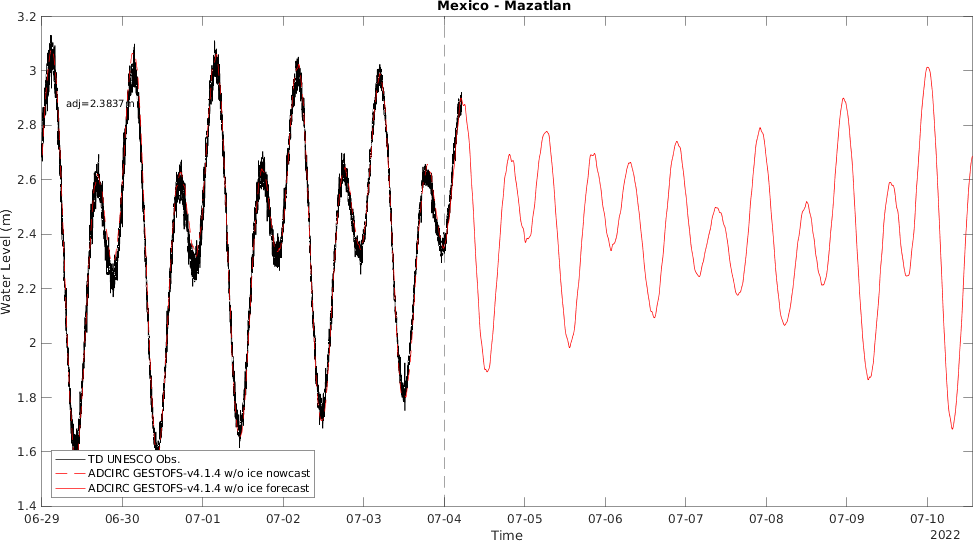 Mexico - Mazatlan
3.2
3
2.8
2.6
2.4
2.2
2
1.8
1.6
1.4
Water Level (m)
adj=2.3837m
TD UNESCO Obs.
ADCIRC GESTOFS-v4.1.4 w/o ice nowcast
ADCIRC GESTOFS-v4.1.4 w/o ice forecast
06-29 06-30 07-01 07-02 07-03 07-04 07-05 07-06 07-07 07-08 07-09 07-10
Time
2022